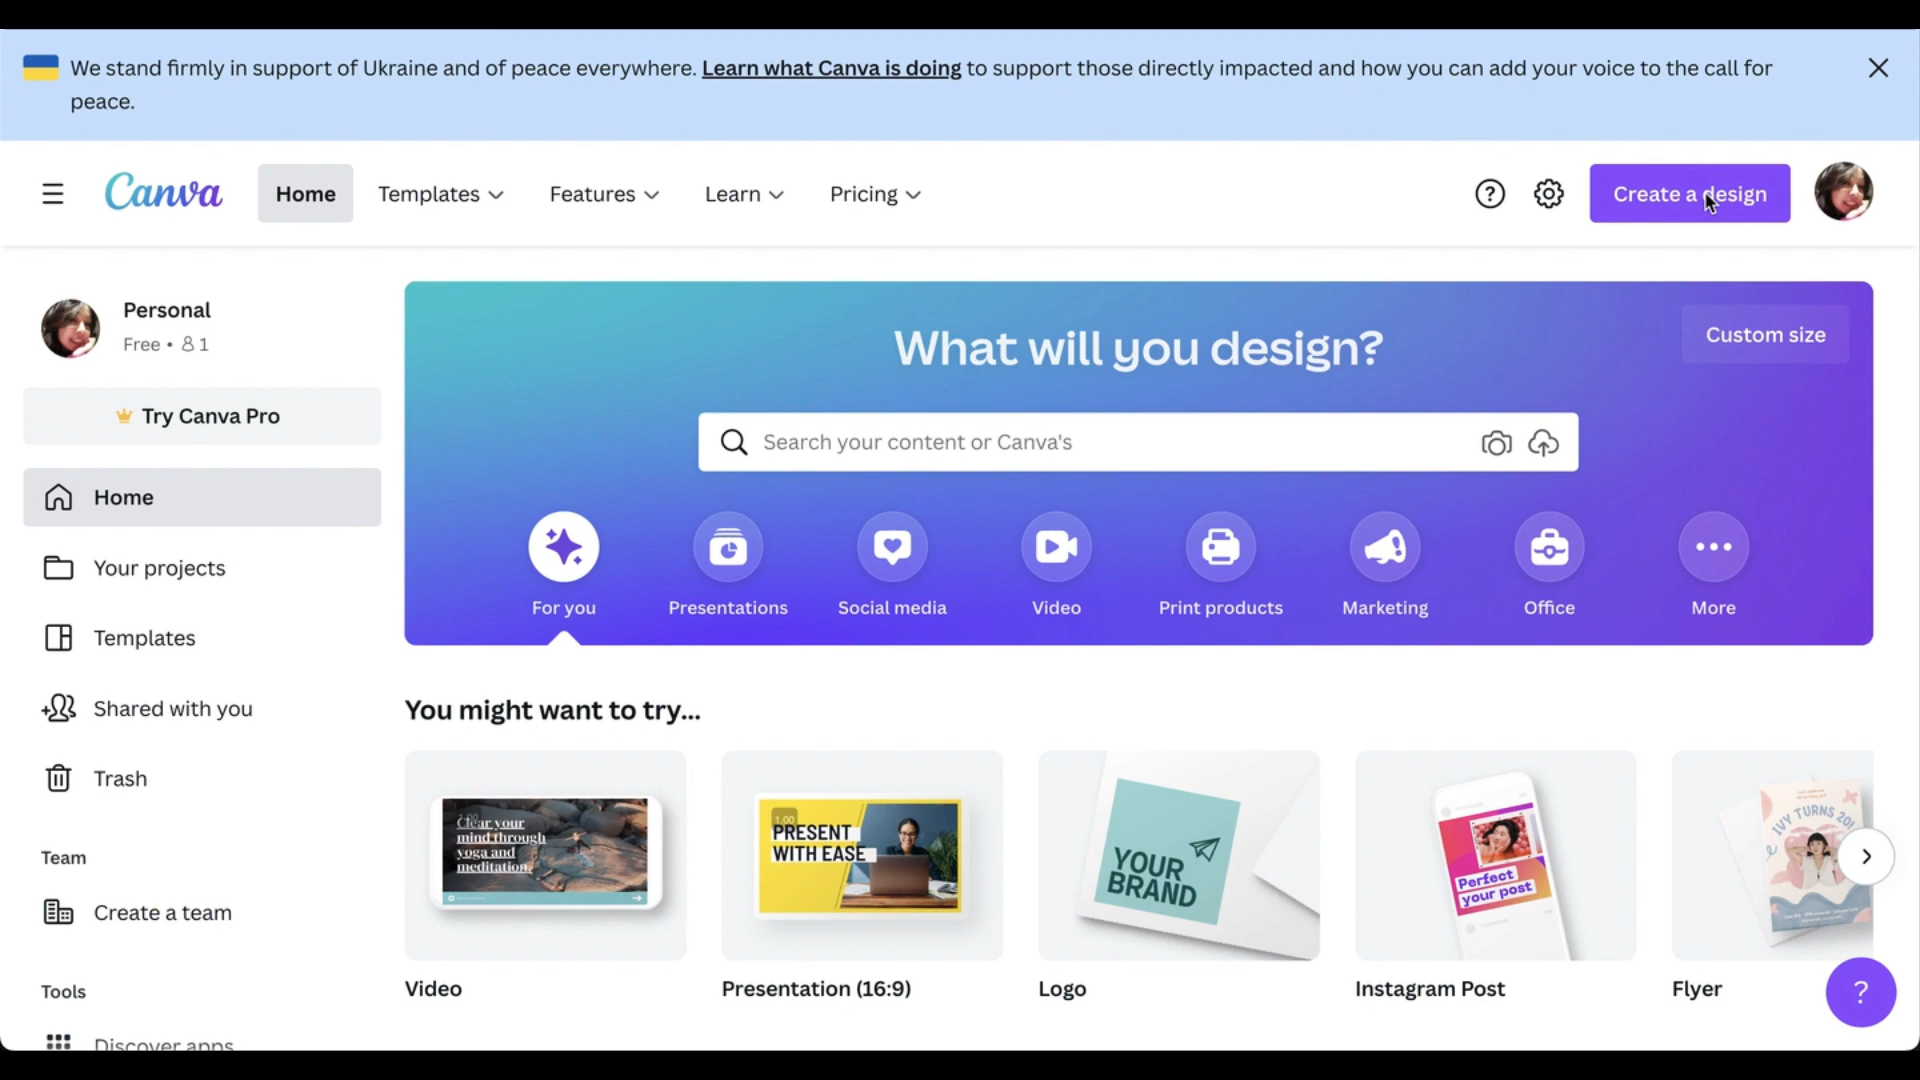 We stand firmly in support of Ukraine and of peace everywhere. Learn what Canva is doing to support those directly impacted and how you can add your voice to the call for
peace.
Canva
Home
Templates
Features
Learn
Pricing
?
Create a design
Personal
Free • 1
Try Canva Pro
Home
Your projects
Templates
Shared with you
Trash
Team
Create a team
Tools
Discover apps
What will you design?
Custom size
Search your content or Canva's
For you
Presentations
Social media
Video
Print products
Marketing
Office
More
You might want to try...
Clear your
mind through
yoga and
meditation.
Video
1.00
PRESENT
WITH EASE
Presentation (16:9)
YOUR
BRAND
Logo
Perfect
your post
Instagram Post
IVY TURNS 20!
Flyer
?